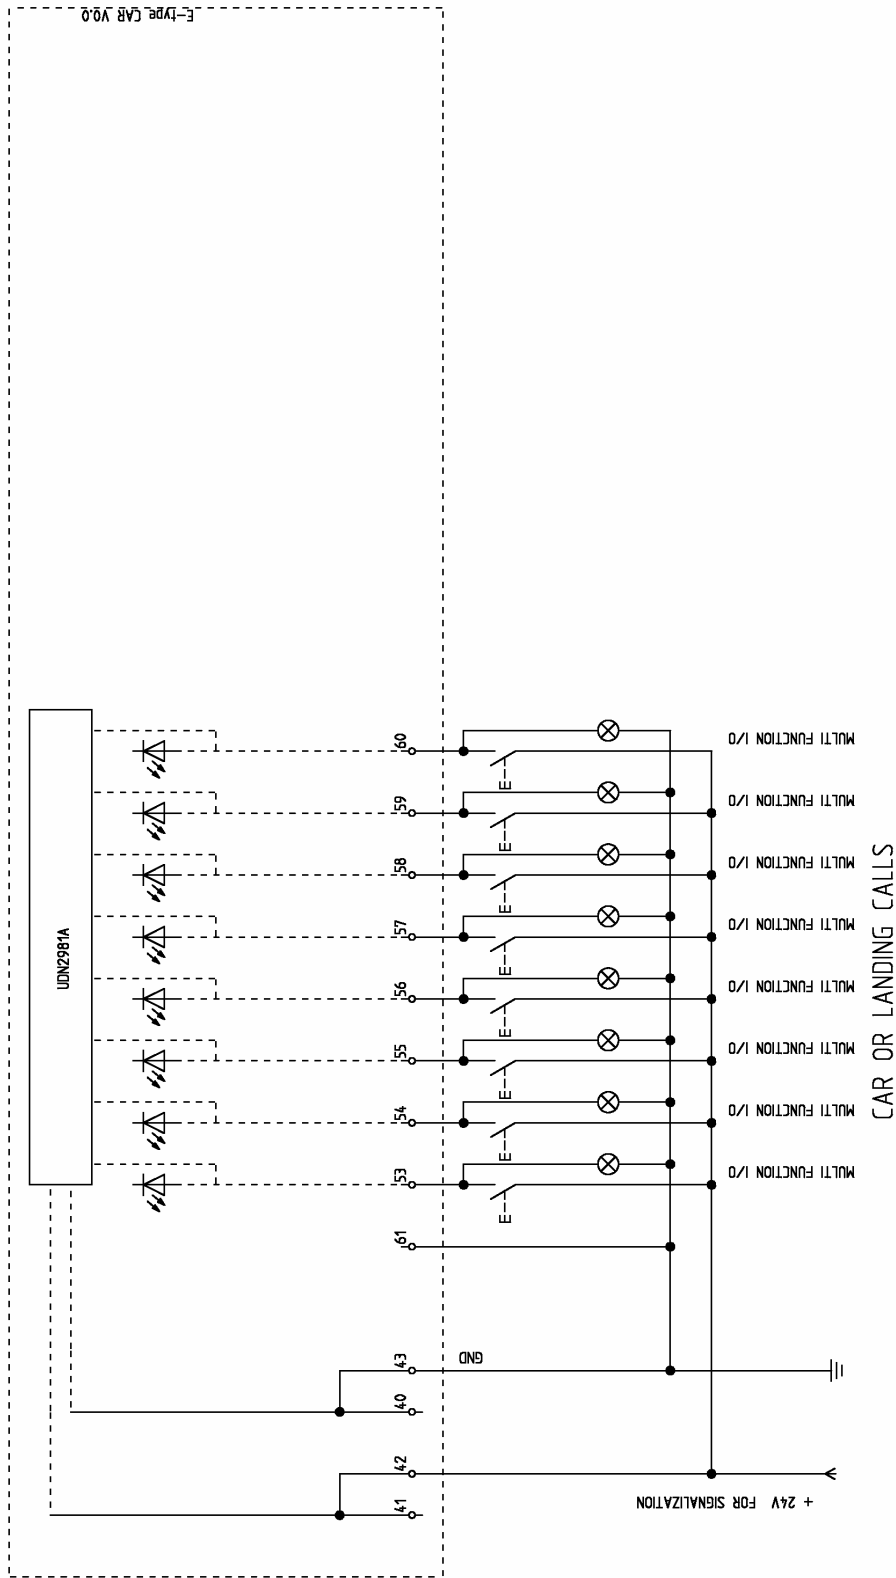 E-type CAR V0.0
UDN2981A
60
MULTI FUNCTION I/O
59
MULTI FUNCTION I/O
58
MULTI FUNCTION I/O
57
MULTI FUNCTION I/O
56
MULTI FUNCTION I/O
55
MULTI FUNCTION I/O
54
MULTI FUNCTION I/O
53
MULTI FUNCTION I/O
CAR OR LANDING CALLS
61
43
GND
40
42
41
+ 24V FOR SIGNALIZATION